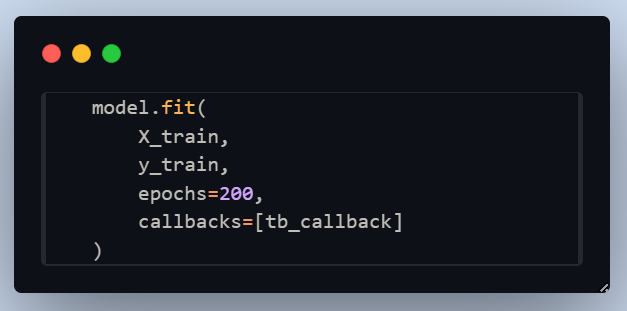 model.fit(
    X_train,
    y_train,
    epochs=200,
    callbacks=[tb_callback]
)